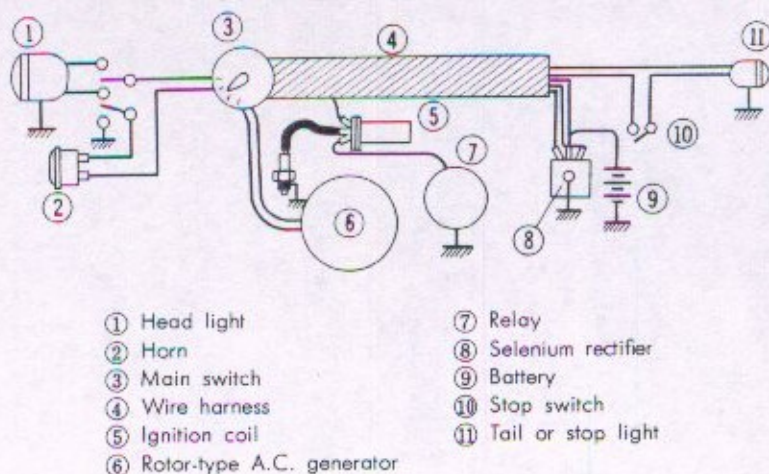 ①
③
④
⑪
⑤
⑦
⑩
②
⑥
⑧
⑨
① Head light
② Horn
③ Main switch
④ Wire harness
⑤ Ignition coil
⑥ Rotor-type A.C. generator
⑦ Relay
⑧ Selenium rectifier
⑨ Battery
⑩ Stop switch
⑪ Tail or stop light